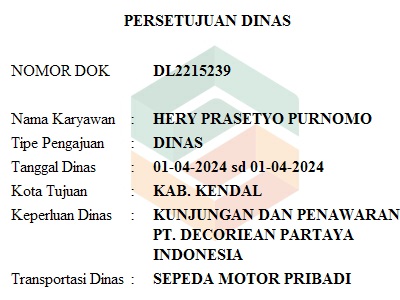 PERSETUJUAN DINAS
NOMOR DOK DL2215239
Nama Karyawan : HERY PRASETYO PURNOMO
Tipe Pengajuan : DINAS
Tanggal Dinas : 01-04-2024 sd 01-04-2024
Kota Tujuan : KAB. KENDAL
Keperluan Dinas : KUNJUNGAN DAN PENAWARAN
PT. DECORIEAN PARTAYA
INDONESIA
Transportasi Dinas : SEPEDA MOTOR PRIBADI